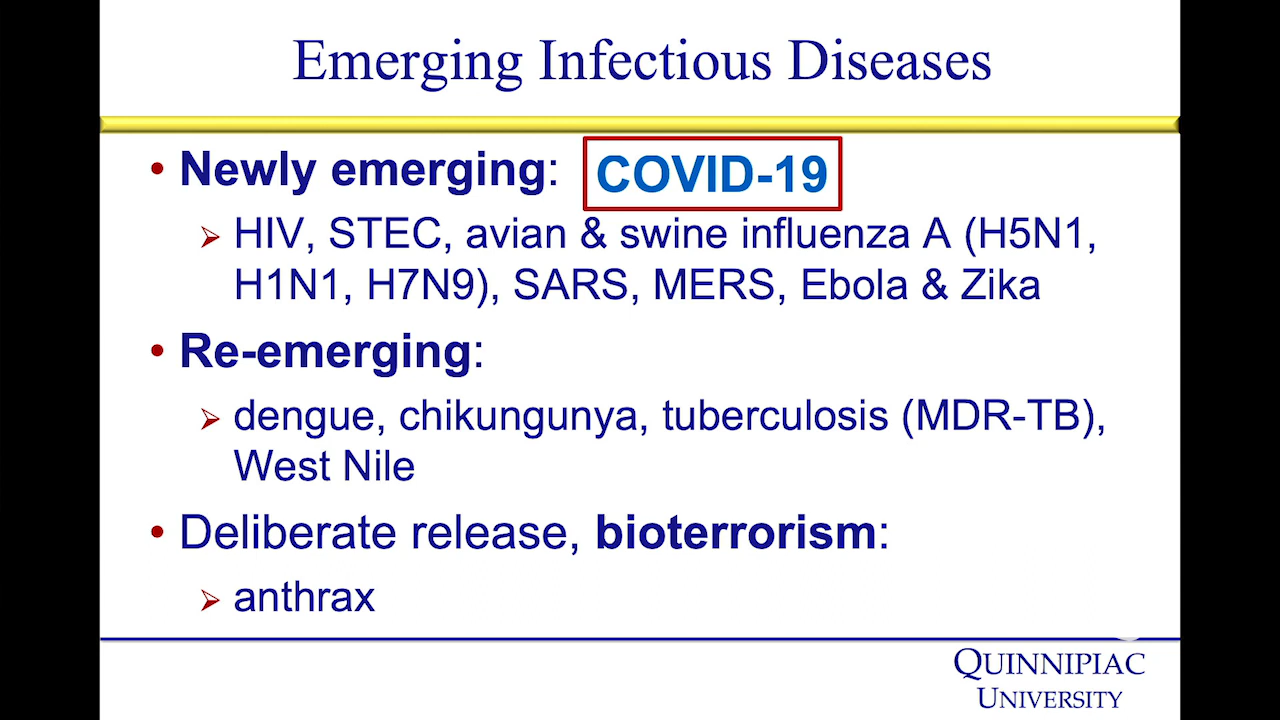 Emerging Infectious Diseases
• Newly emerging: COVID-19
➢ HIV, STEC, avian & swine influenza A (H5N1,
H1N1, H7N9), SARS, MERS, Ebola & Zika
• Re-emerging:
➢ dengue, chikungunya, tuberculosis (MDR-TB),
West Nile
• Deliberate release, bioterrorism:
➢ anthrax
QUINNIPIAC
UNIVERSITY